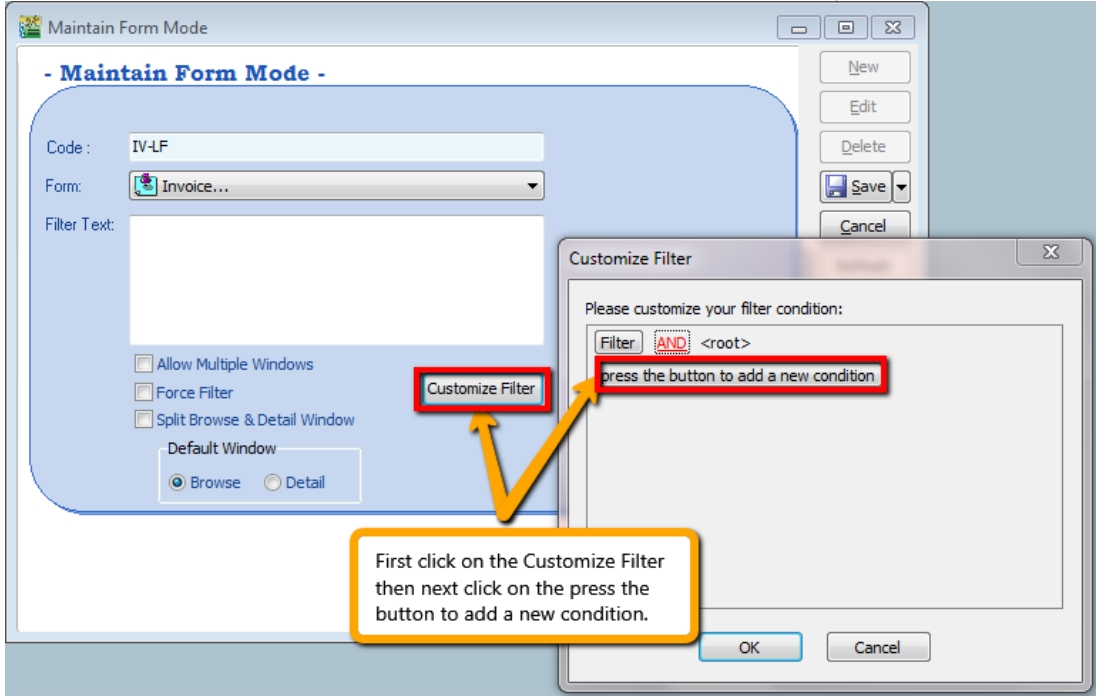 Maintain Form Mode
- Maintain Form Mode -
New
Edit
Delete
Save
Cancel
Code :
IV-LF
Form:
Invoice...
Filter Text:
Allow Multiple Windows
Force Filter
Split Browse & Detail Window
Default Window
Browse
Detail
Customize Filter
Customize Filter
Please customize your filter condition:
Filter AND <root>
press the button to add a new condition
First click on the Customize Filter
then next click on the press the
button to add a new condition.
OK
Cancel